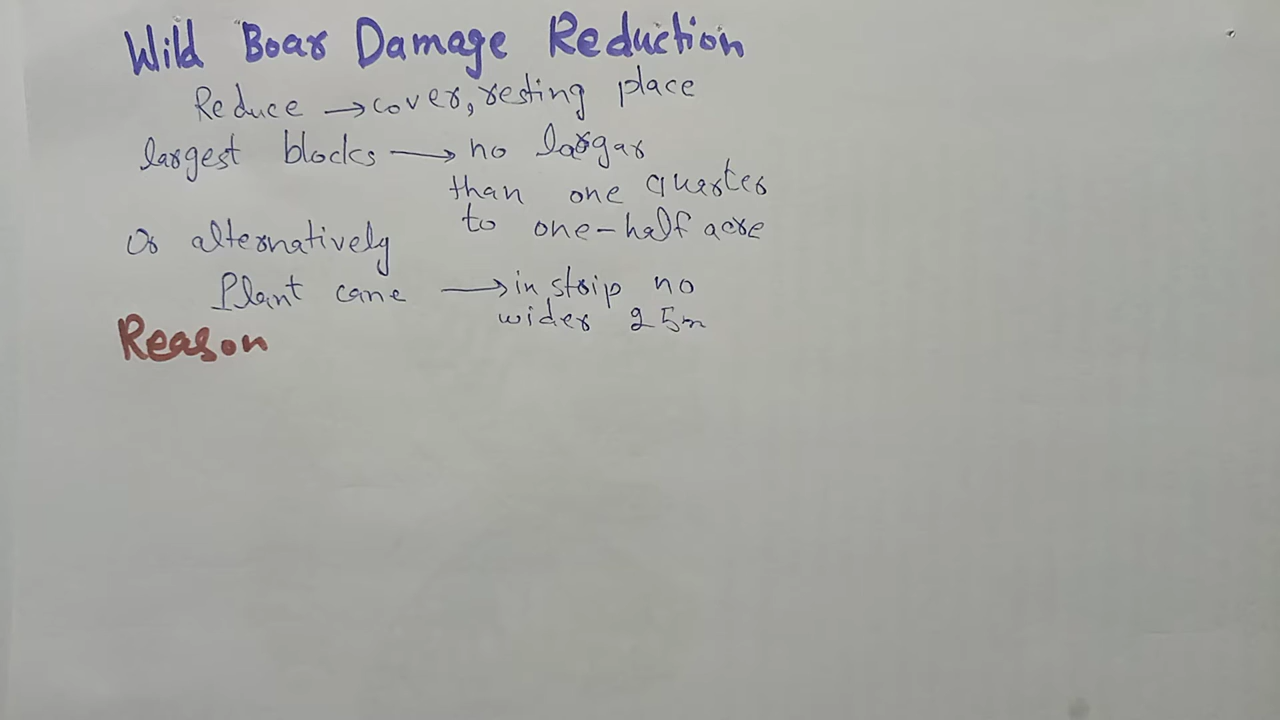 Wild Boar Damage Reduction
Reduce → cover, resting place
largest blocks → no largar
than one quarter
to one-half acre
Or alternatively
Plant cane → in strip no
wider 25m
Reason